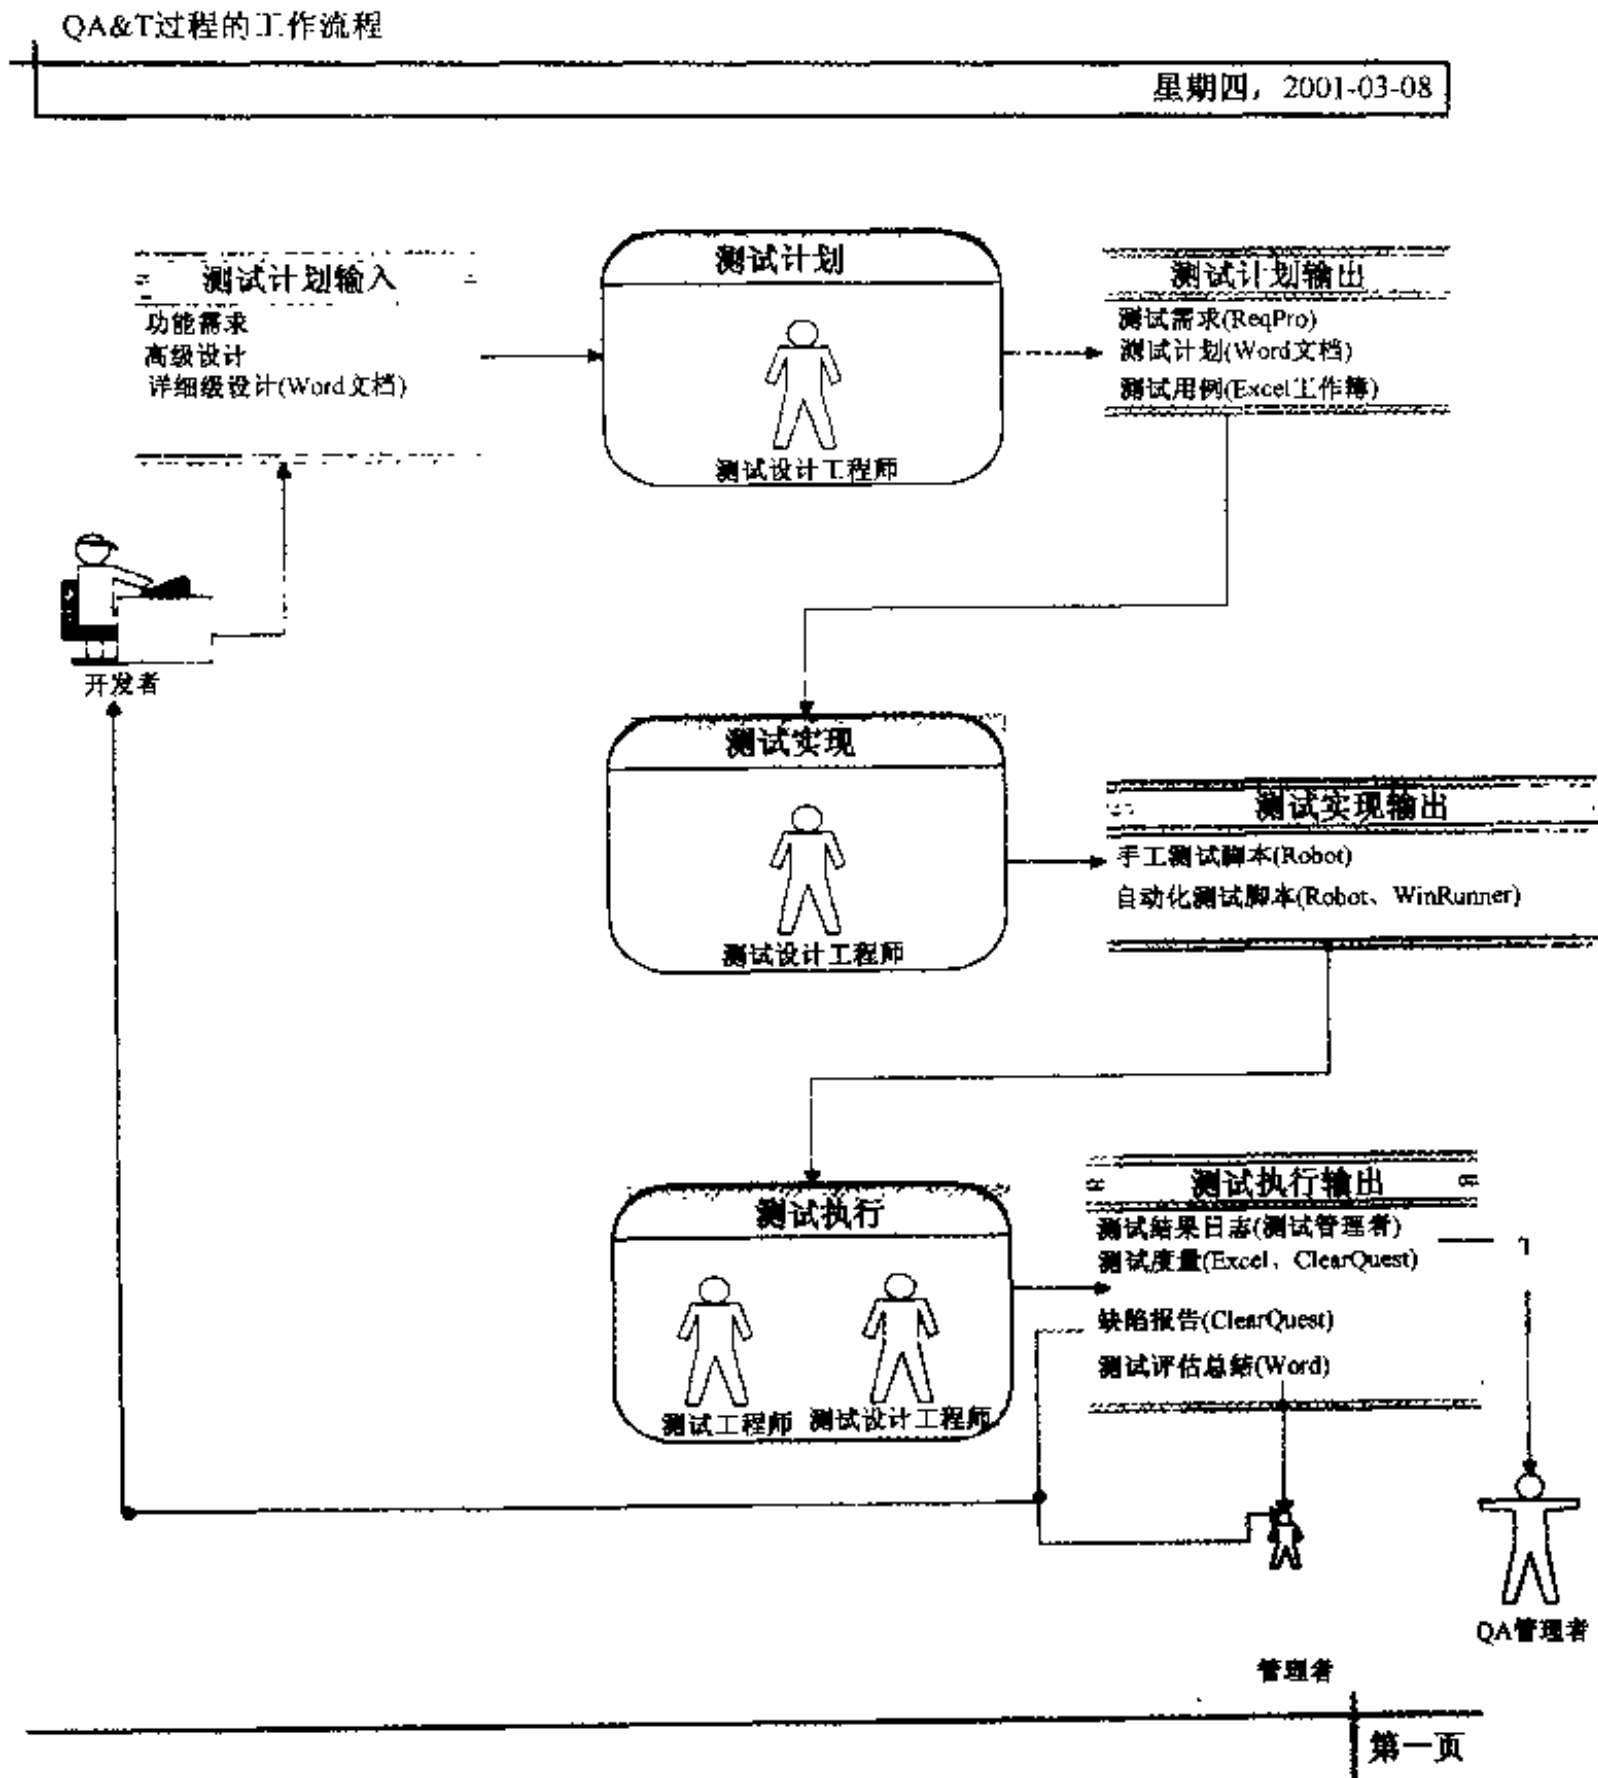 QA&T过程的工作流程
星期四，2001-03-08
测试计划输入
功能需求
高级设计
详细级设计(Word文档)
测试计划
测试设计工程师
测试计划输出
测试需求(ReqPro)
测试计划(Word文档)
测试用例(Excel工作簿)
开发者
测试实现
测试设计工程师
测试实现输出
手工测试脚本(Robot)
自动化测试脚本(Robot、WinRunner)
测试执行
测试工程师
测试设计工程师
测试执行输出
测试结果日志(测试管理者)
测试度量(Excel、ClearQuest)
缺陷报告(ClearQuest)
测试评估总结(Word)
QA管理者
管理者
第一页